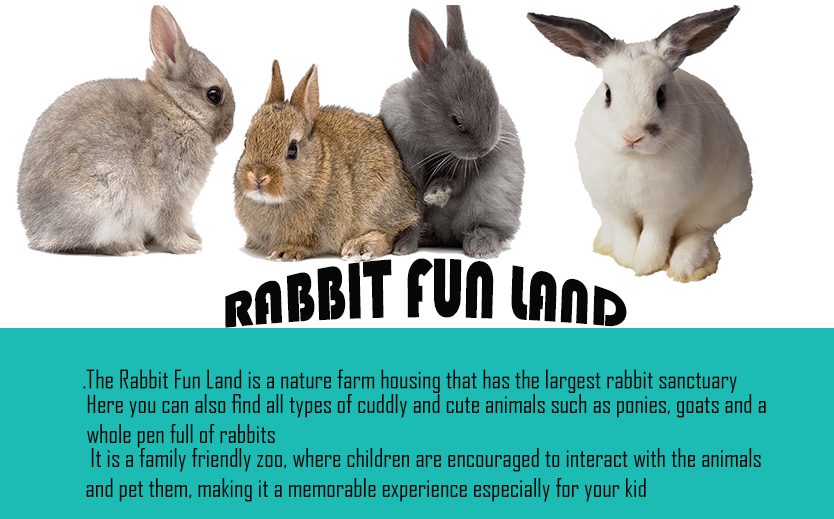 RABBIT FUN LAND
.The Rabbit Fun Land is a nature farm housing that has the largest rabbit sanctuary
Here you can also find all types of cuddly and cute animals such as ponies, goats and a
whole pen full of rabbits
It is a family friendly zoo, where children are encouraged to interact with the animals
and pet them, making it a memorable experience especially for your kid